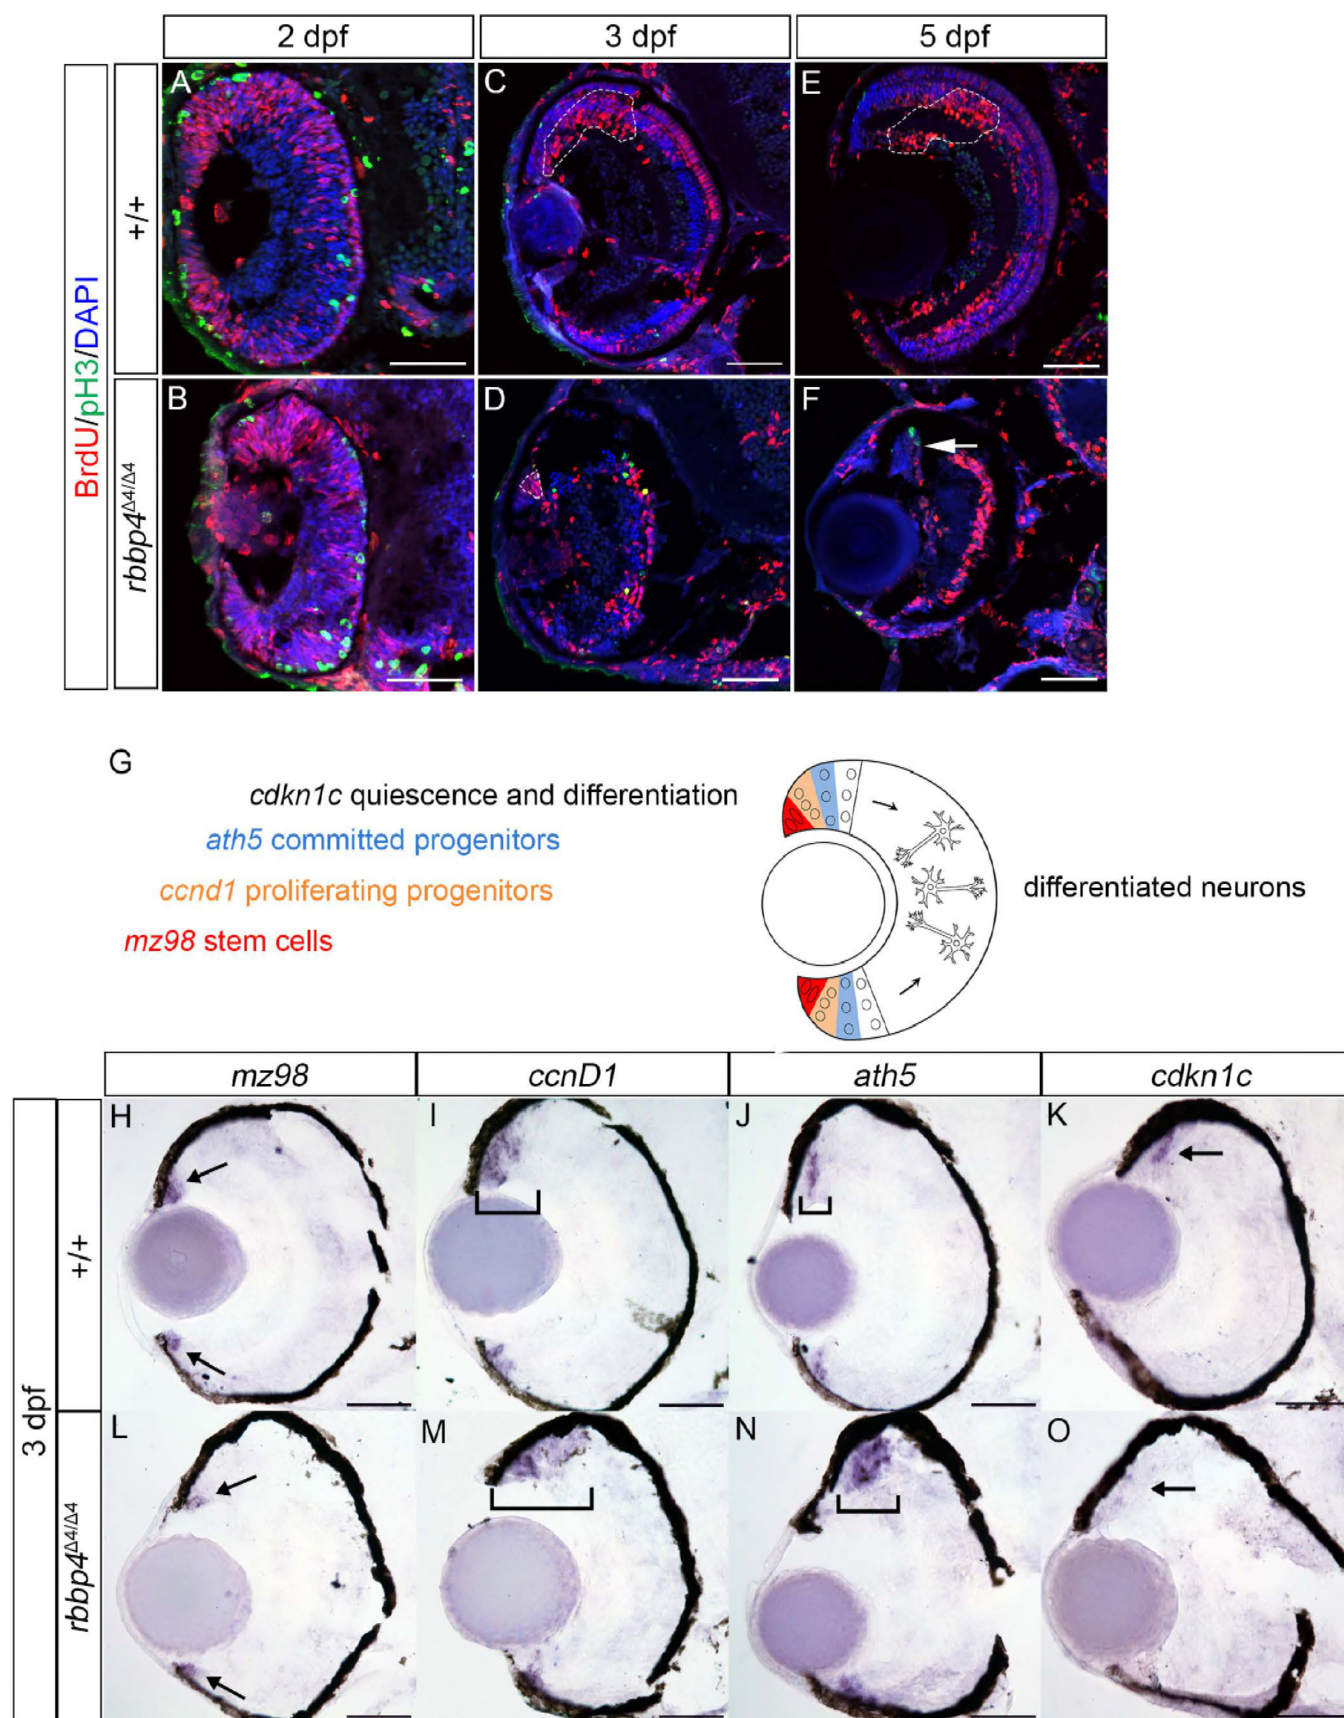 2 dpf 3 dpf 5 dpf
BrdU/pH3/DAPI
+/+
A C E
rbbp4Δ4/Δ4
B D F
G
cdkn1c quiescence and differentiation
ath5 committed progenitors
ccnd1 proliferating progenitors
mz98 stem cells
differentiated neurons
mz98 ccnD1 ath5 cdkn1c
3 dpf
+/+
H I J K
rbbp4Δ4/Δ4
L M N O